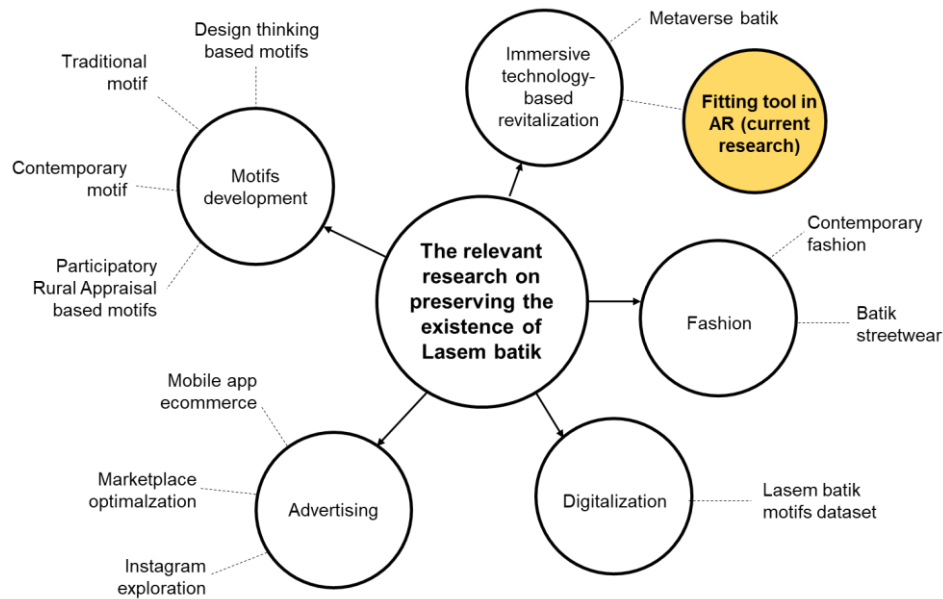 Design thinking
based motifs
Traditional
motif
Contemporary
motif
Participatory
Rural Appraisal
based motifs
Motifs
development
Metaverse batik
Immersive
technology-
based
revitalization
Fitting tool in
AR (current
research)
The relevant
research on
preserving the
existence of
Lasem batik
Contemporary
fashion
Fashion
Batik
streetwear
Mobile app
ecommerce
Marketplace
optimalzation
Instagram
exploration
Advertising
Digitalization
Lasem batik
motifs dataset